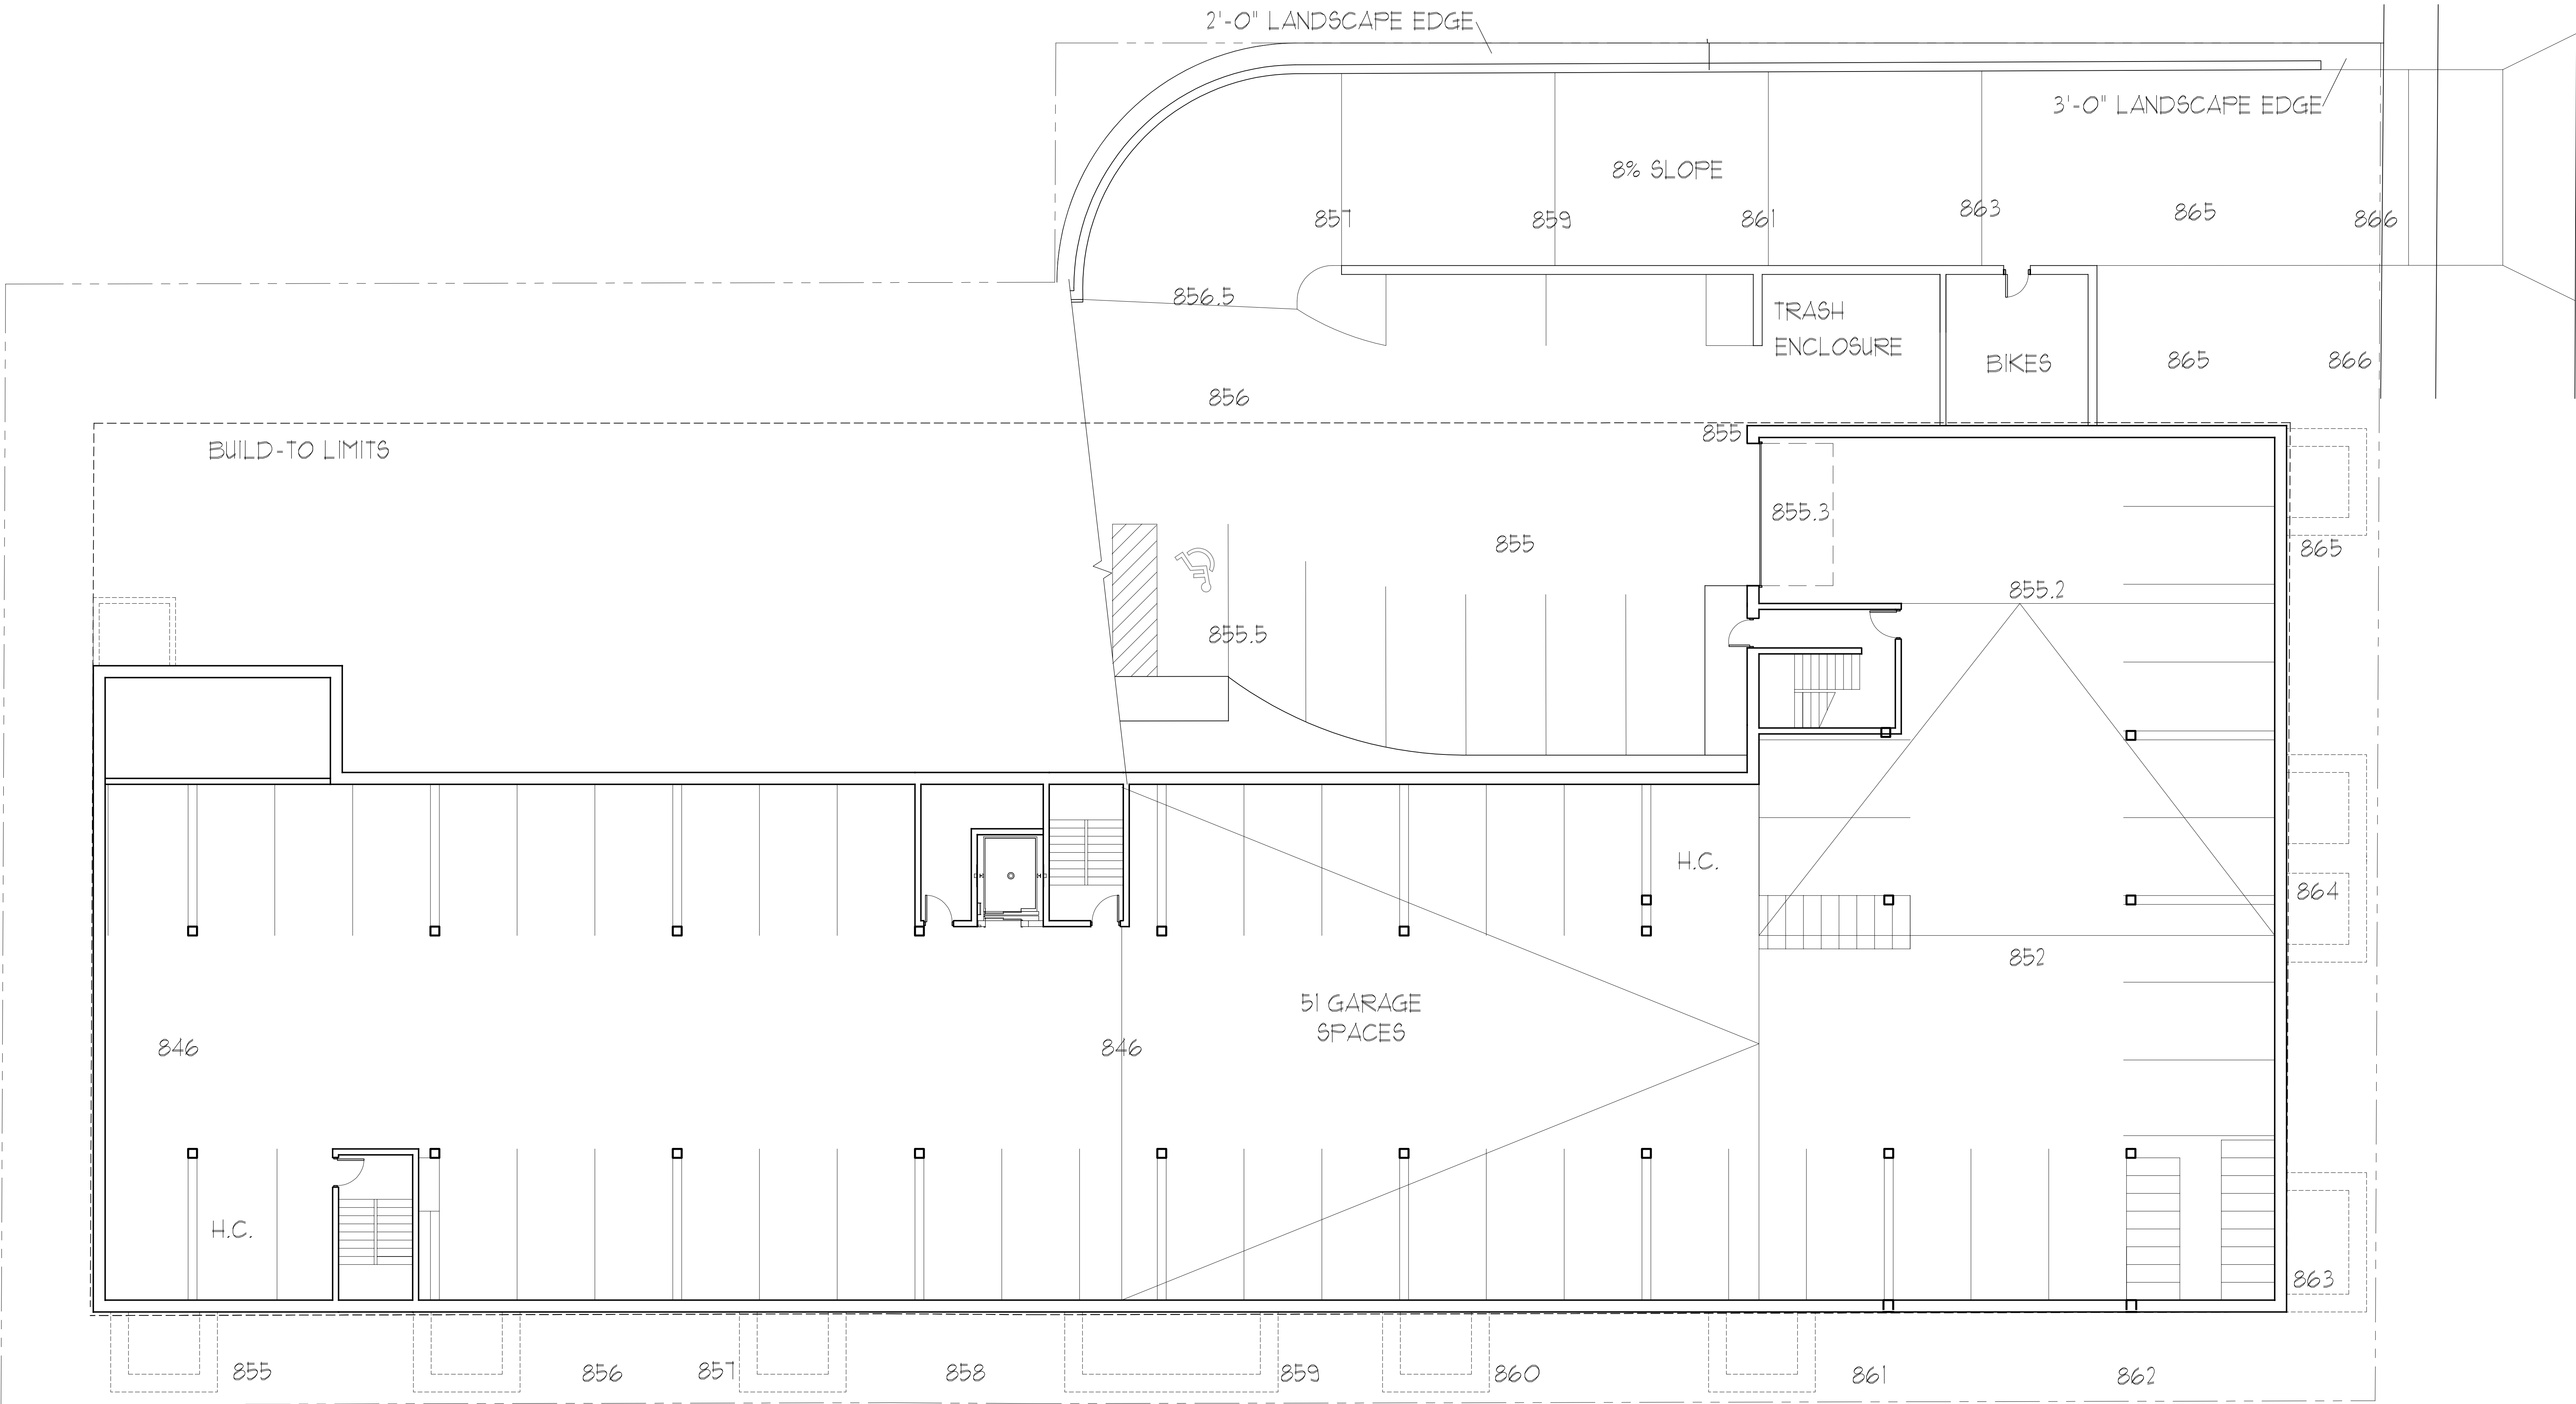 2'-0" LANDSCAPE EDGE
3'-0" LANDSCAPE EDGE
8% SLOPE
857
859
861
863
865
866
856.5
TRASH
ENCLOSURE
BIKES
865
866
856
855
BUILD-TO LIMITS
855.3
855
865
855.2
855.5
H.C.
864
852
51 GARAGE
SPACES
846
846
H.C.
863
855
856
857
858
859
860
861
862